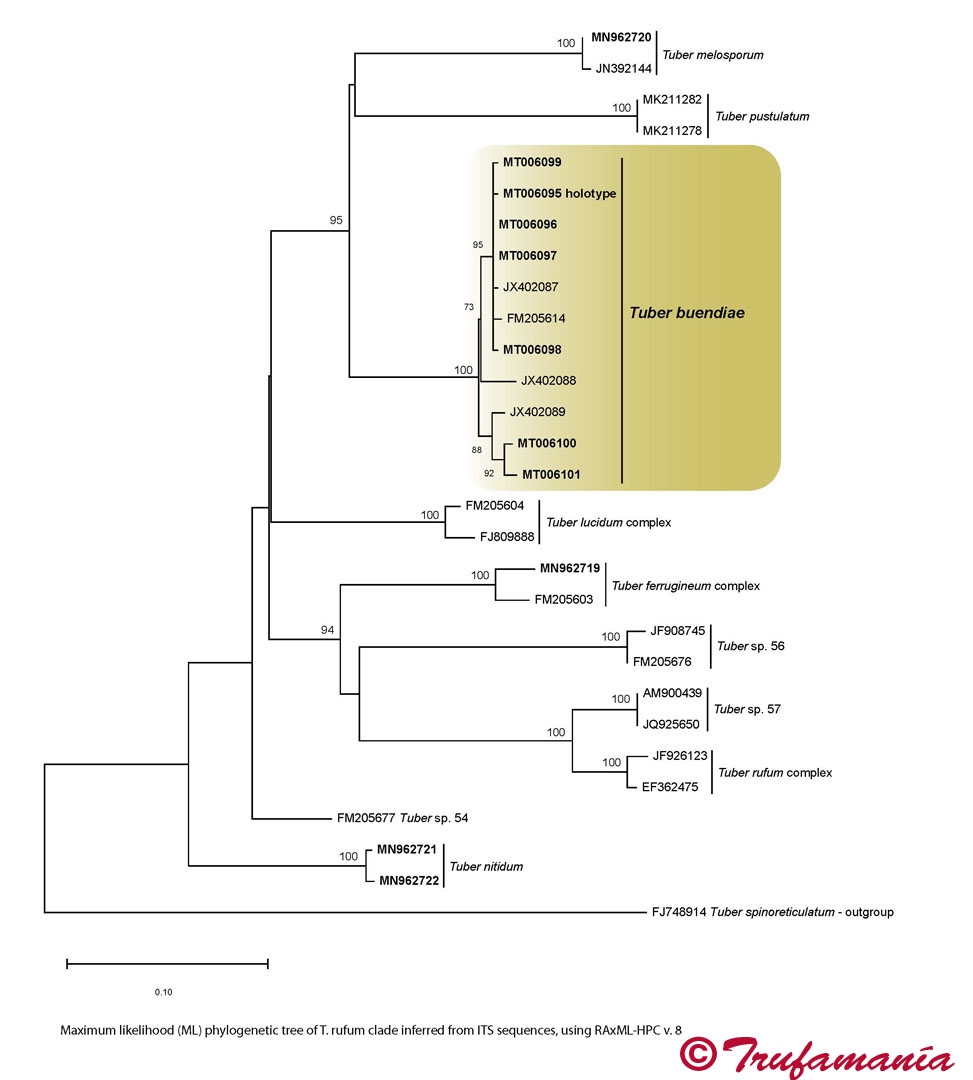 100
MN962720
JN392144
Tuber melosporum
100
MK211282
MK211278
Tuber pustulatum
95
MT006099
MT006095 holotype
MT006096
95
MT006097
JX402087
73
FM205614
MT006098
Tuber buendiae
100
JX402088
JX402089
88
MT006100
92
MT006101
100
FM205604
FJ809888
Tuber lucidum complex
100
MN962719
FM205603
Tuber ferrugineum complex
94
100
JF908745
FM205676
Tuber sp. 56
100
AM900439
JQ925650
Tuber sp. 57
100
100
JF926123
EF362475
Tuber rufum complex
FM205677 Tuber sp. 54
100
MN962721
MN962722
Tuber nitidum
FJ748914 Tuber spinoreticulatum - outgroup
0.10
Maximum likelihood (ML) phylogenetic tree of T. rufum clade inferred from ITS sequences, using RAxML-HPC v. 8
© Trufamanía